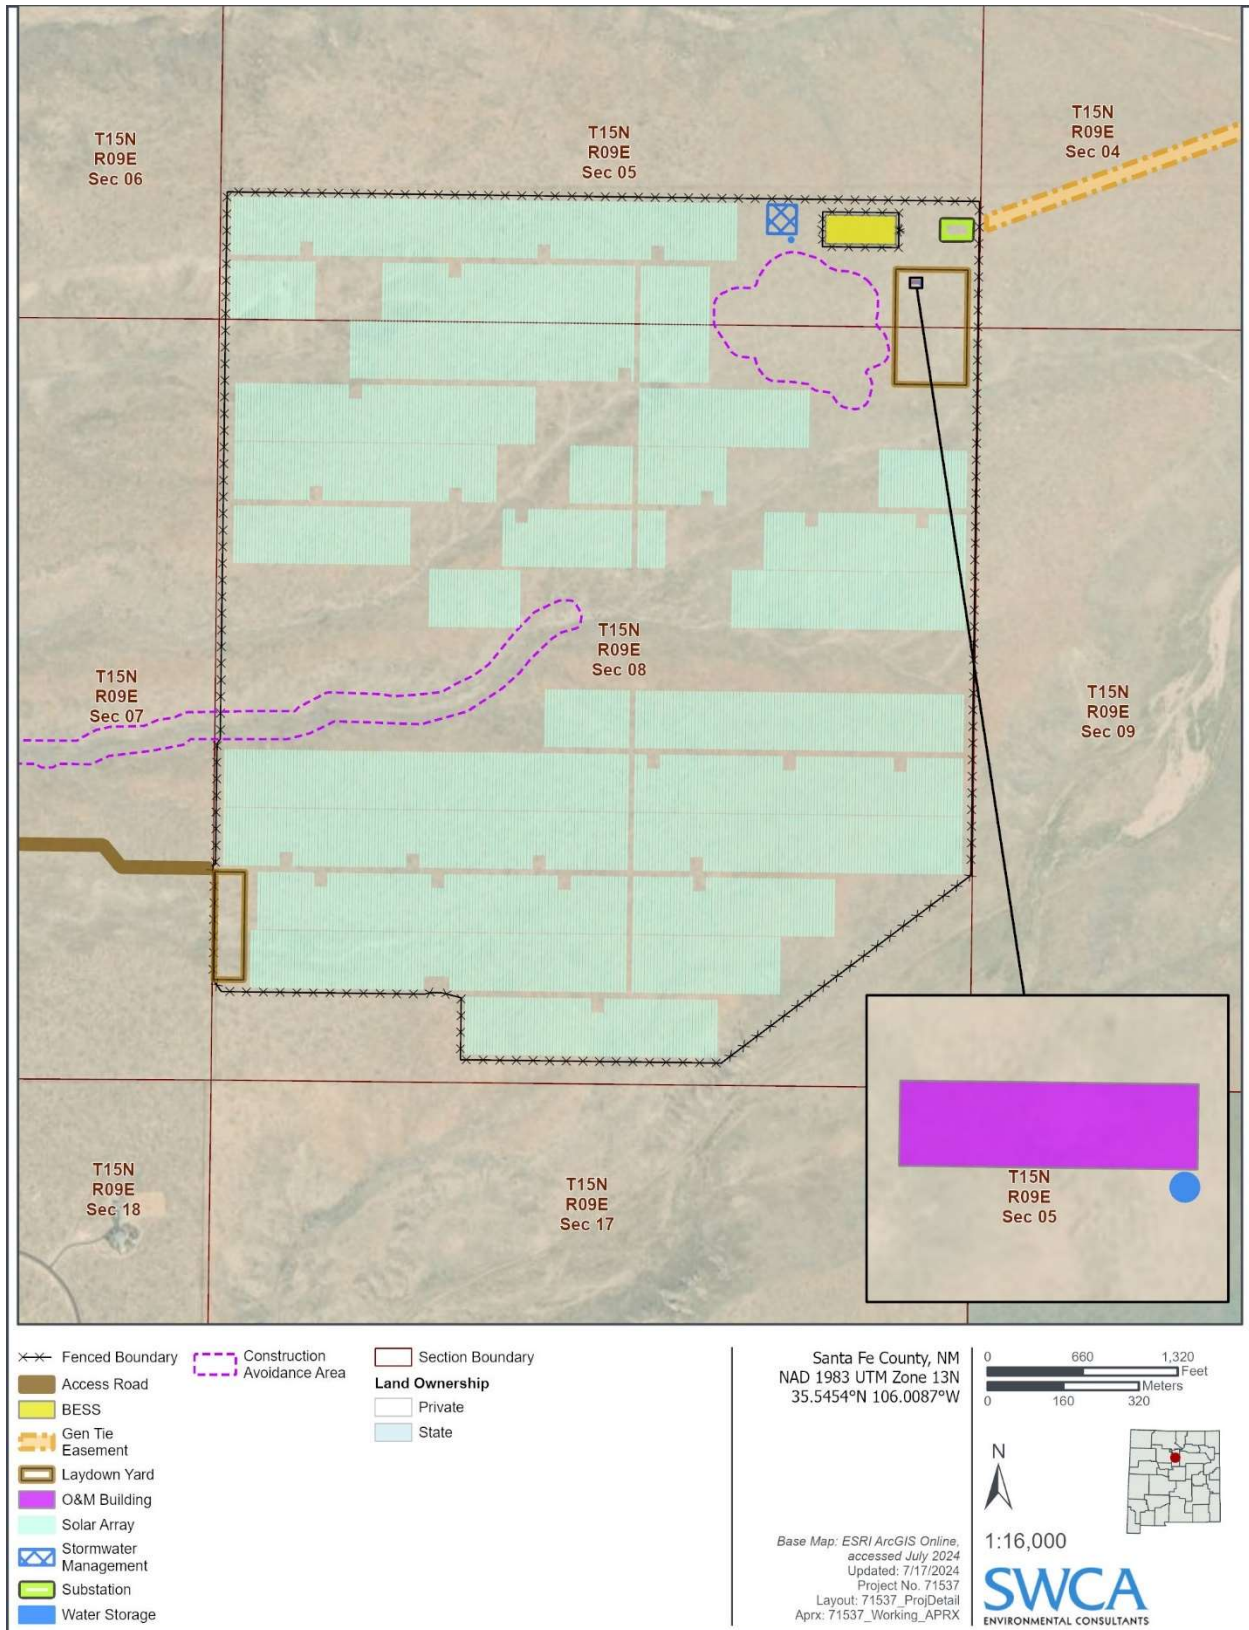 T15N
R09E
Sec 06
T15N
R09E
Sec 05
T15N
R09E
Sec 04
T15N
R09E
Sec 07
T15N
R09E
Sec 08
T15N
R09E
Sec 09
T15N
R09E
Sec 18
T15N
R09E
Sec 17
T15N
R09E
Sec 05
Fenced Boundary
Access Road
BESS
Gen Tie
Easement
Laydown Yard
O&M Building
Solar Array
Stormwater
Management
Substation
Water Storage
Construction
Avoidance Area
Section Boundary
Land Ownership
Private
State
Santa Fe County, NM
NAD 1983 UTM Zone 13N
35.5454°N 106.0087°W
Base Map: ESRI ArcGIS Online,
accessed July 2024
Updated: 7/17/2024
Project No. 71537
Layout: 71537_ProjDetail
Aprx: 71537_Working_APRX
0 660 1,320
Feet
Meters
0 160 320
N
1:16,000
SWCA
ENVIRONMENTAL CONSULTANTS